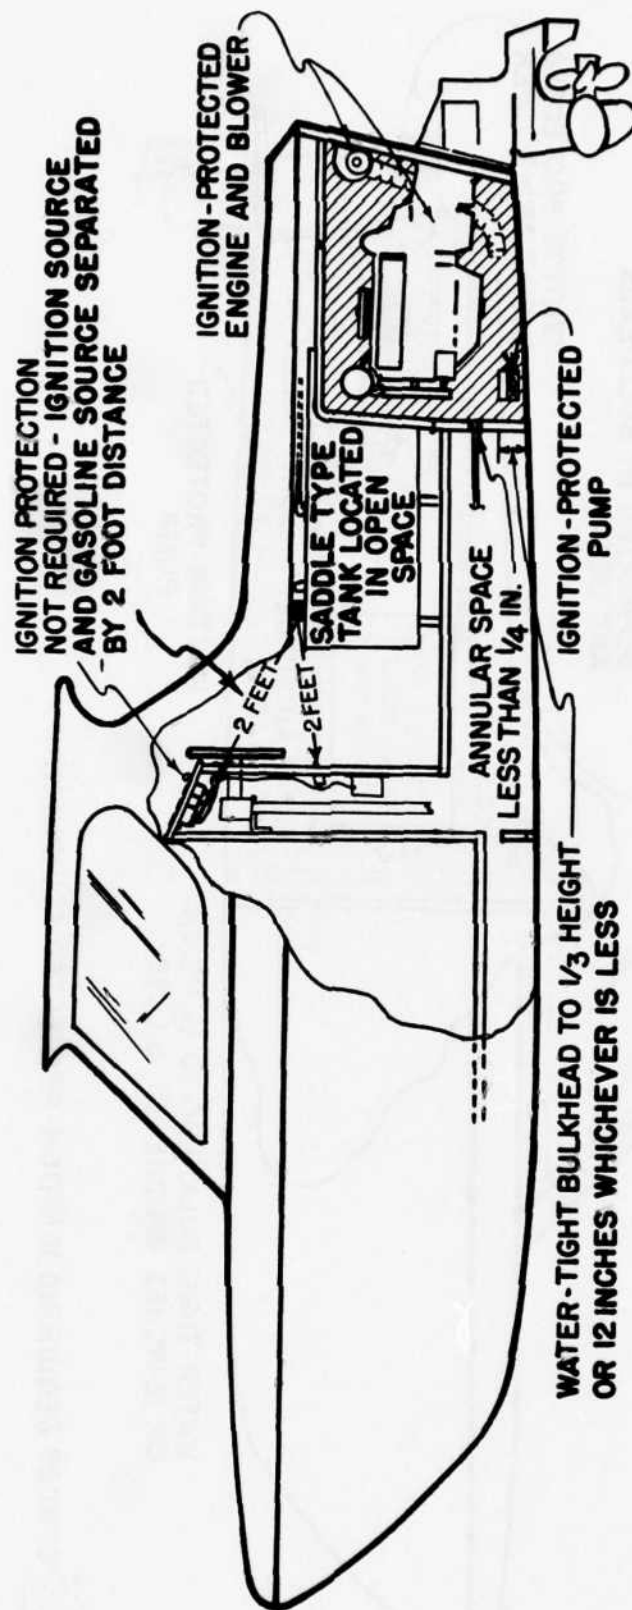 IGNITION PROTECTION
NOT REQUIRED - IGNITION SOURCE
AND GASOLINE SOURCE SEPARATED
BY 2 FOOT DISTANCE
IGNITION-PROTECTED
ENGINE AND BLOWER
2 FEET
2 FEET
SADDLE TYPE
TANK LOCATED
IN OPEN
SPACE
ANNULAR SPACE
LESS THAN 1/4 IN.
IGNITION-PROTECTED
PUMP
WATER-TIGHT BULKHEAD TO 1/3 HEIGHT
OR 12 INCHES WHICHEVER IS LESS